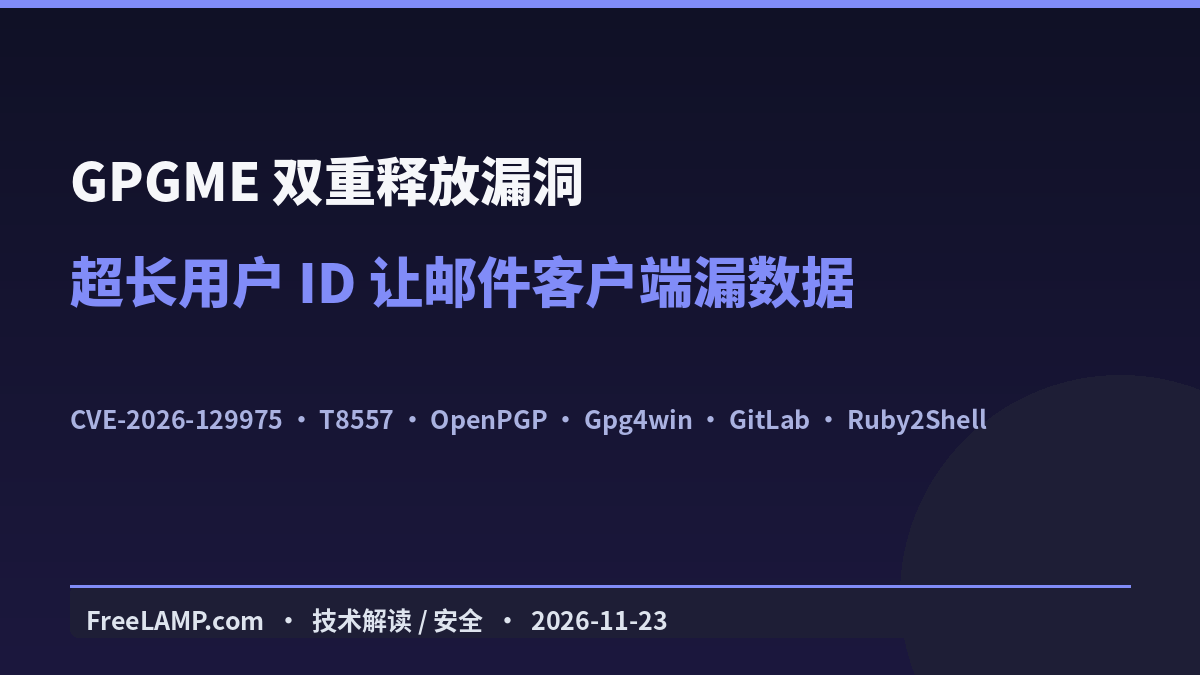 GPGME 双重释放漏洞
超长用户 ID 让邮件客户端漏数据
CVE-2026-129975 · T8557 · OpenPGP · Gpg4win · GitLab · Ruby2Shell
FreeLAMP.com · 技术解读 / 安全 · 2026-11-23